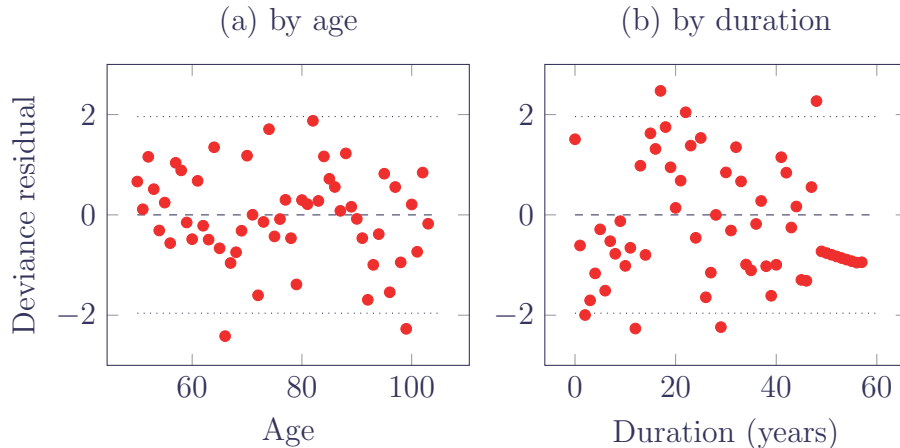 (a) by age
(b) by duration
Deviance residual
2
0
−2
60
80
100
Age
2
0
−2
0
20
40
60
Duration (years)